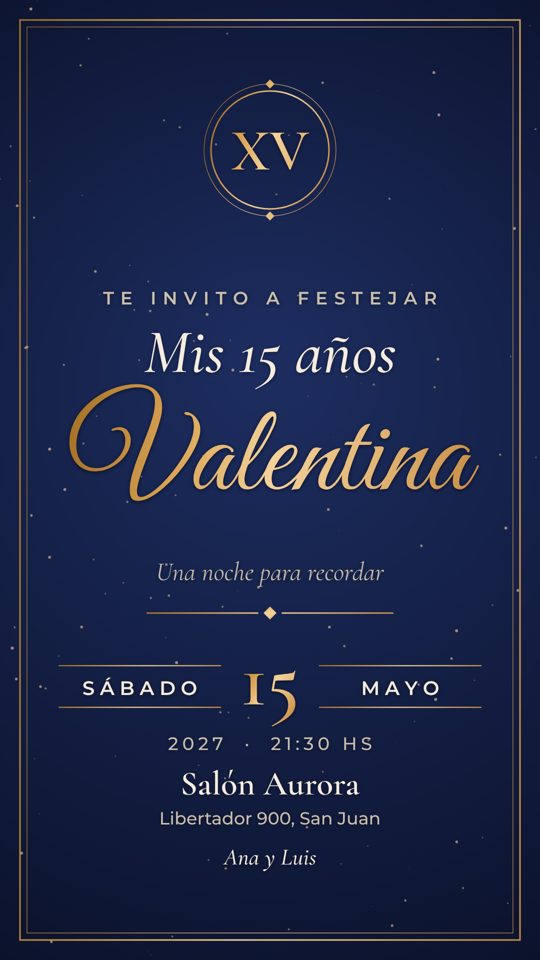 XV
TE INVITO A FESTEJAR
Mis 15 años
Valentina
Una noche para recordar
SÁBADO 15 MAYO
2027 · 21:30 HS
Salón Aurora
Libertador 900, San Juan
Ana y Luis